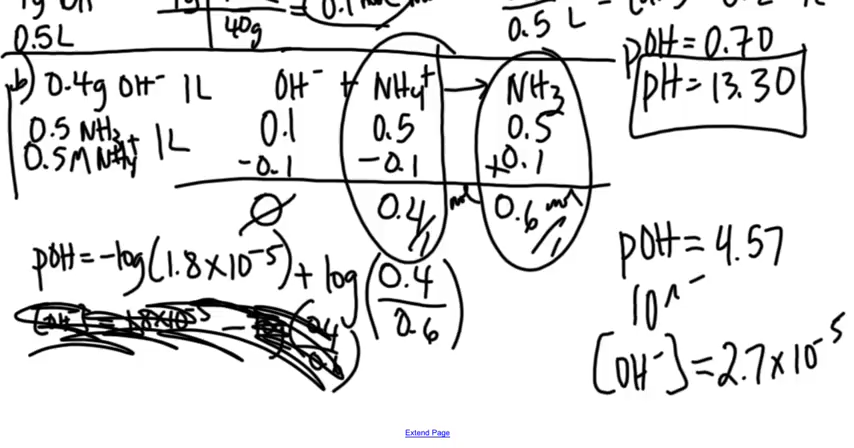 40g
0.5L
0.5 L
pOH = 0.70
pH = 13.30
b) 0.4g OH⁻ 1L
OH⁻ + NH4⁺ → NH3
0.5 NH3
0.5M NH4⁺ 1L
0.1 0.5 0.5
-0.1 -0.1 +0.1
0.4 mol 0.6 mol
pOH = -log(1.8×10⁻⁵) + log(0.4/0.6)
pOH = 4.57
10^-
[OH⁻] = 2.7×10⁻⁵
Extend Page